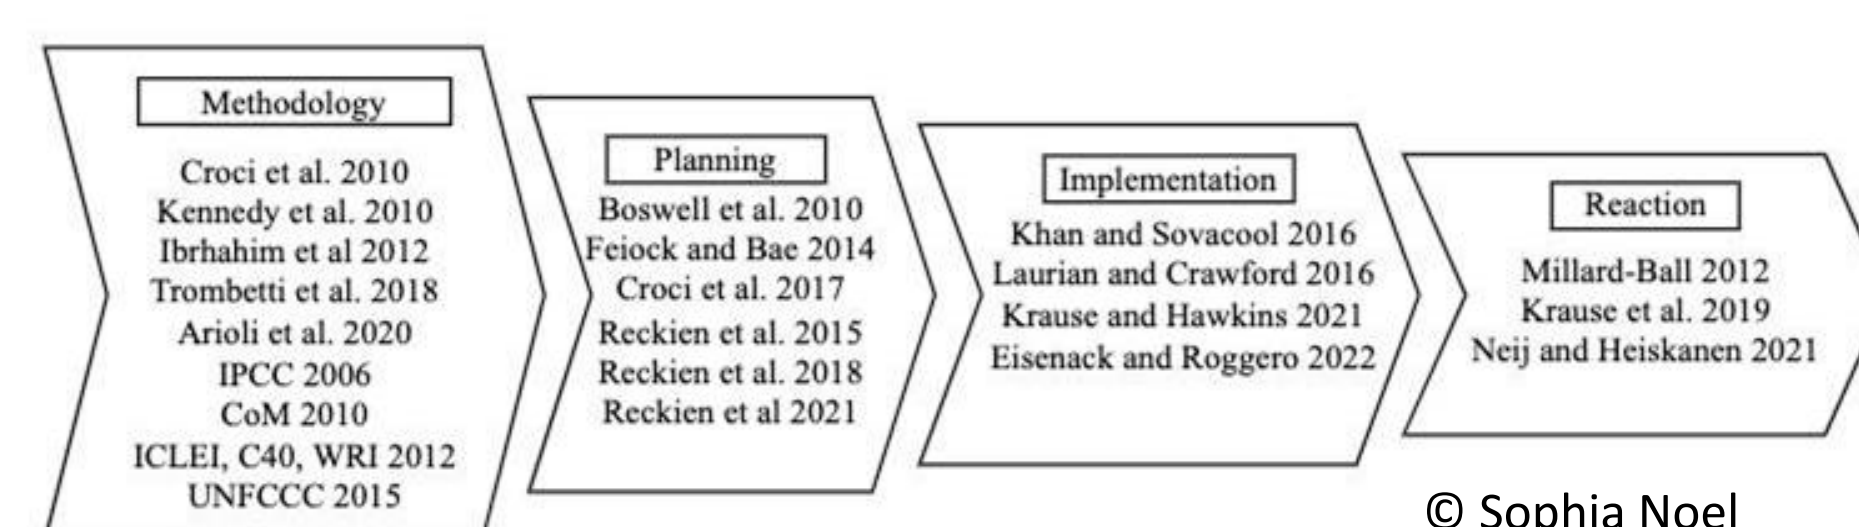 Methodology
Croci et al. 2010
Kennedy et al. 2010
Ibrhahim et al 2012
Trombetti et al. 2018
Arioli et al. 2020
IPCC 2006
CoM 2010
ICLEI, C40, WRI 2012
UNFCCC 2015
Planning
Boswell et al. 2010
Feiock and Bae 2014
Croci et al. 2017
Reckien et al. 2015
Reckien et al. 2018
Reckien et al 2021
Implementation
Khan and Sovacool 2016
Laurian and Crawford 2016
Krause and Hawkins 2021
Eisenack and Roggero 2022
Reaction
Millard-Ball 2012
Krause et al. 2019
Neij and Heiskanen 2021
© Sophia Noel